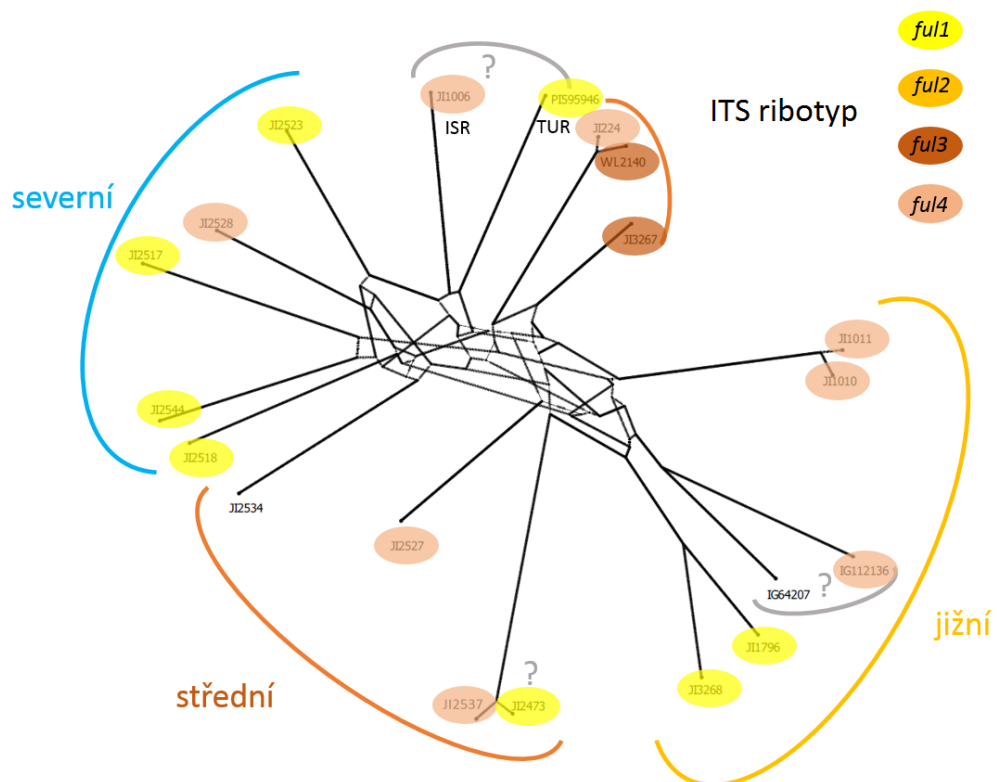 ful1
?
JI1006
PI595946
ISR
TUR
ITS ribotyp
ful2
JI2523
JI224
WL2140
ful3
severní
JI2528
ful4
JI2517
JI3267
JI1011
JI1010
JI2544
JI2518
JI2534
JI2527
IG112136
IG64207
?
jižní
JI1796
JI3268
?
střední
JI2537
JI2473